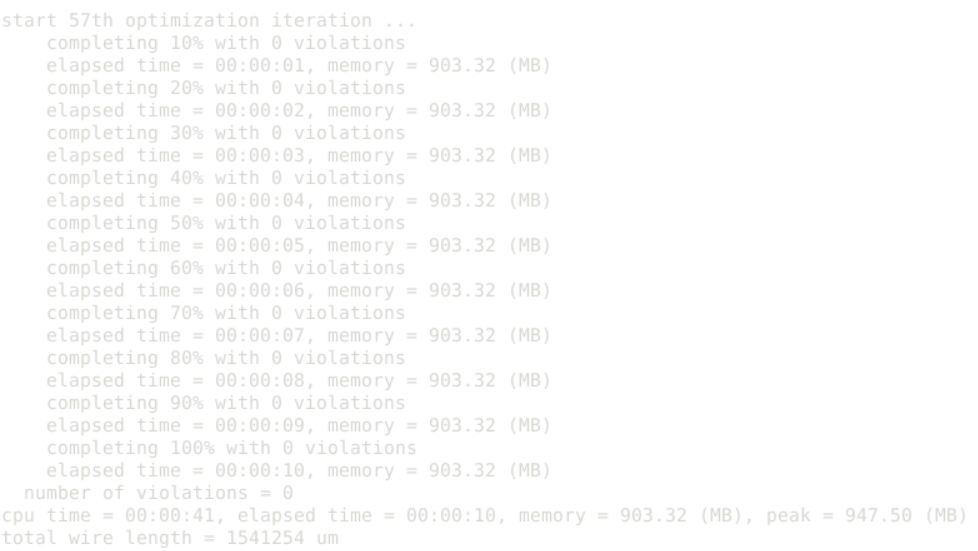 start 57th optimization iteration ...
    completing 10% with 0 violations
    elapsed time = 00:00:01, memory = 903.32 (MB)
    completing 20% with 0 violations
    elapsed time = 00:00:02, memory = 903.32 (MB)
    completing 30% with 0 violations
    elapsed time = 00:00:03, memory = 903.32 (MB)
    completing 40% with 0 violations
    elapsed time = 00:00:04, memory = 903.32 (MB)
    completing 50% with 0 violations
    elapsed time = 00:00:05, memory = 903.32 (MB)
    completing 60% with 0 violations
    elapsed time = 00:00:06, memory = 903.32 (MB)
    completing 70% with 0 violations
    elapsed time = 00:00:07, memory = 903.32 (MB)
    completing 80% with 0 violations
    elapsed time = 00:00:08, memory = 903.32 (MB)
    completing 90% with 0 violations
    elapsed time = 00:00:09, memory = 903.32 (MB)
    completing 100% with 0 violations
    elapsed time = 00:00:10, memory = 903.32 (MB)
  number of violations = 0
cpu time = 00:00:41, elapsed time = 00:00:10, memory = 903.32 (MB), peak = 947.50 (MB)
total wire length = 1541254 um